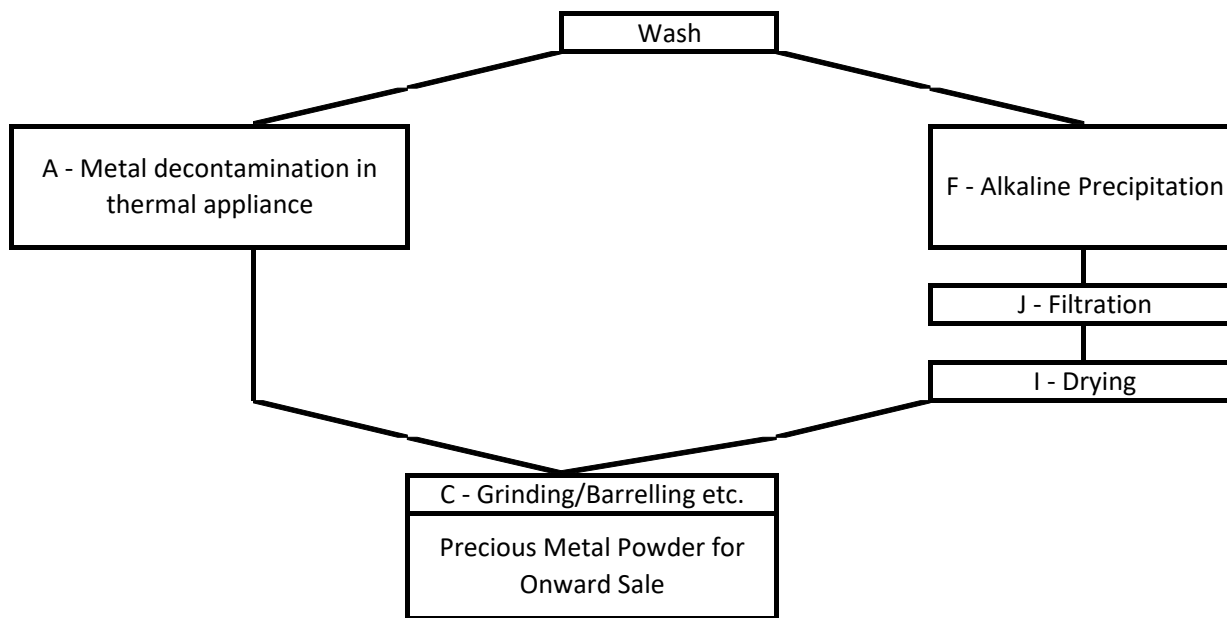 Wash
A - Metal decontamination in
thermal appliance
F - Alkaline Precipitation
J - Filtration
I - Drying
C - Grinding/Barrelling etc.
Precious Metal Powder for
Onward Sale